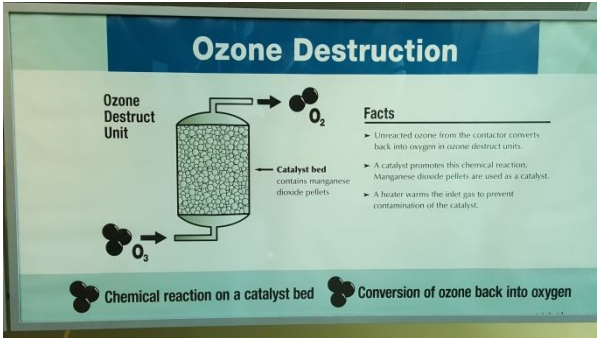 Ozone Destruction
Ozone
Destruct
Unit
O₂
Catalyst bed
contains manganese
dioxide pellets
O₃
Facts
➤ Unreacted ozone from the contactor converts
back into oxygen in ozone destruct units.
➤ A catalyst promotes this chemical reaction.
Manganese dioxide pellets are used as a catalyst.
➤ A heater warms the inlet gas to prevent
contamination of the catalyst.
Chemical reaction on a catalyst bed
Conversion of ozone back into oxygen